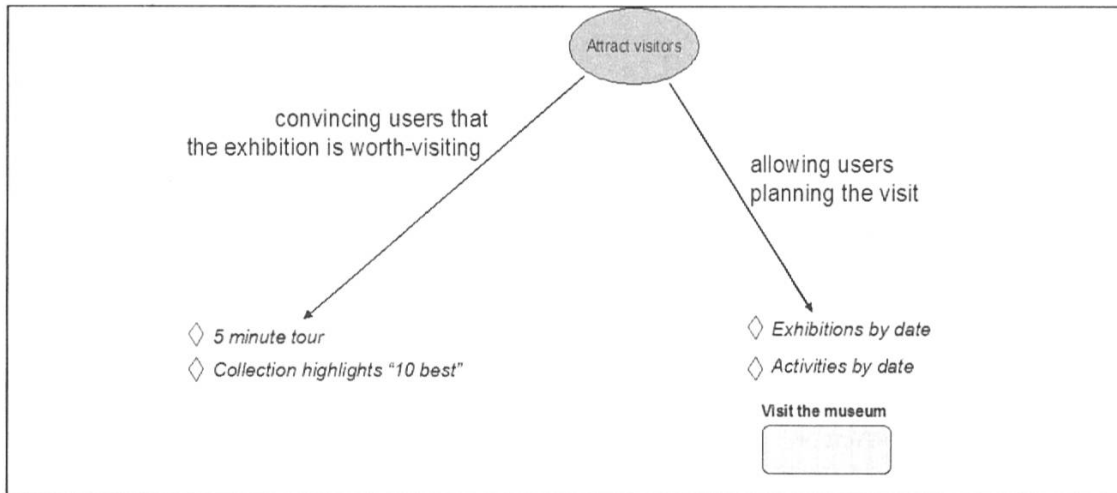 Attract visitors
convincing users that
the exhibition is worth-visiting
allowing users
planning the visit
5 minute tour
Collection highlights "10 best"
Exhibitions by date
Activities by date
Visit the museum